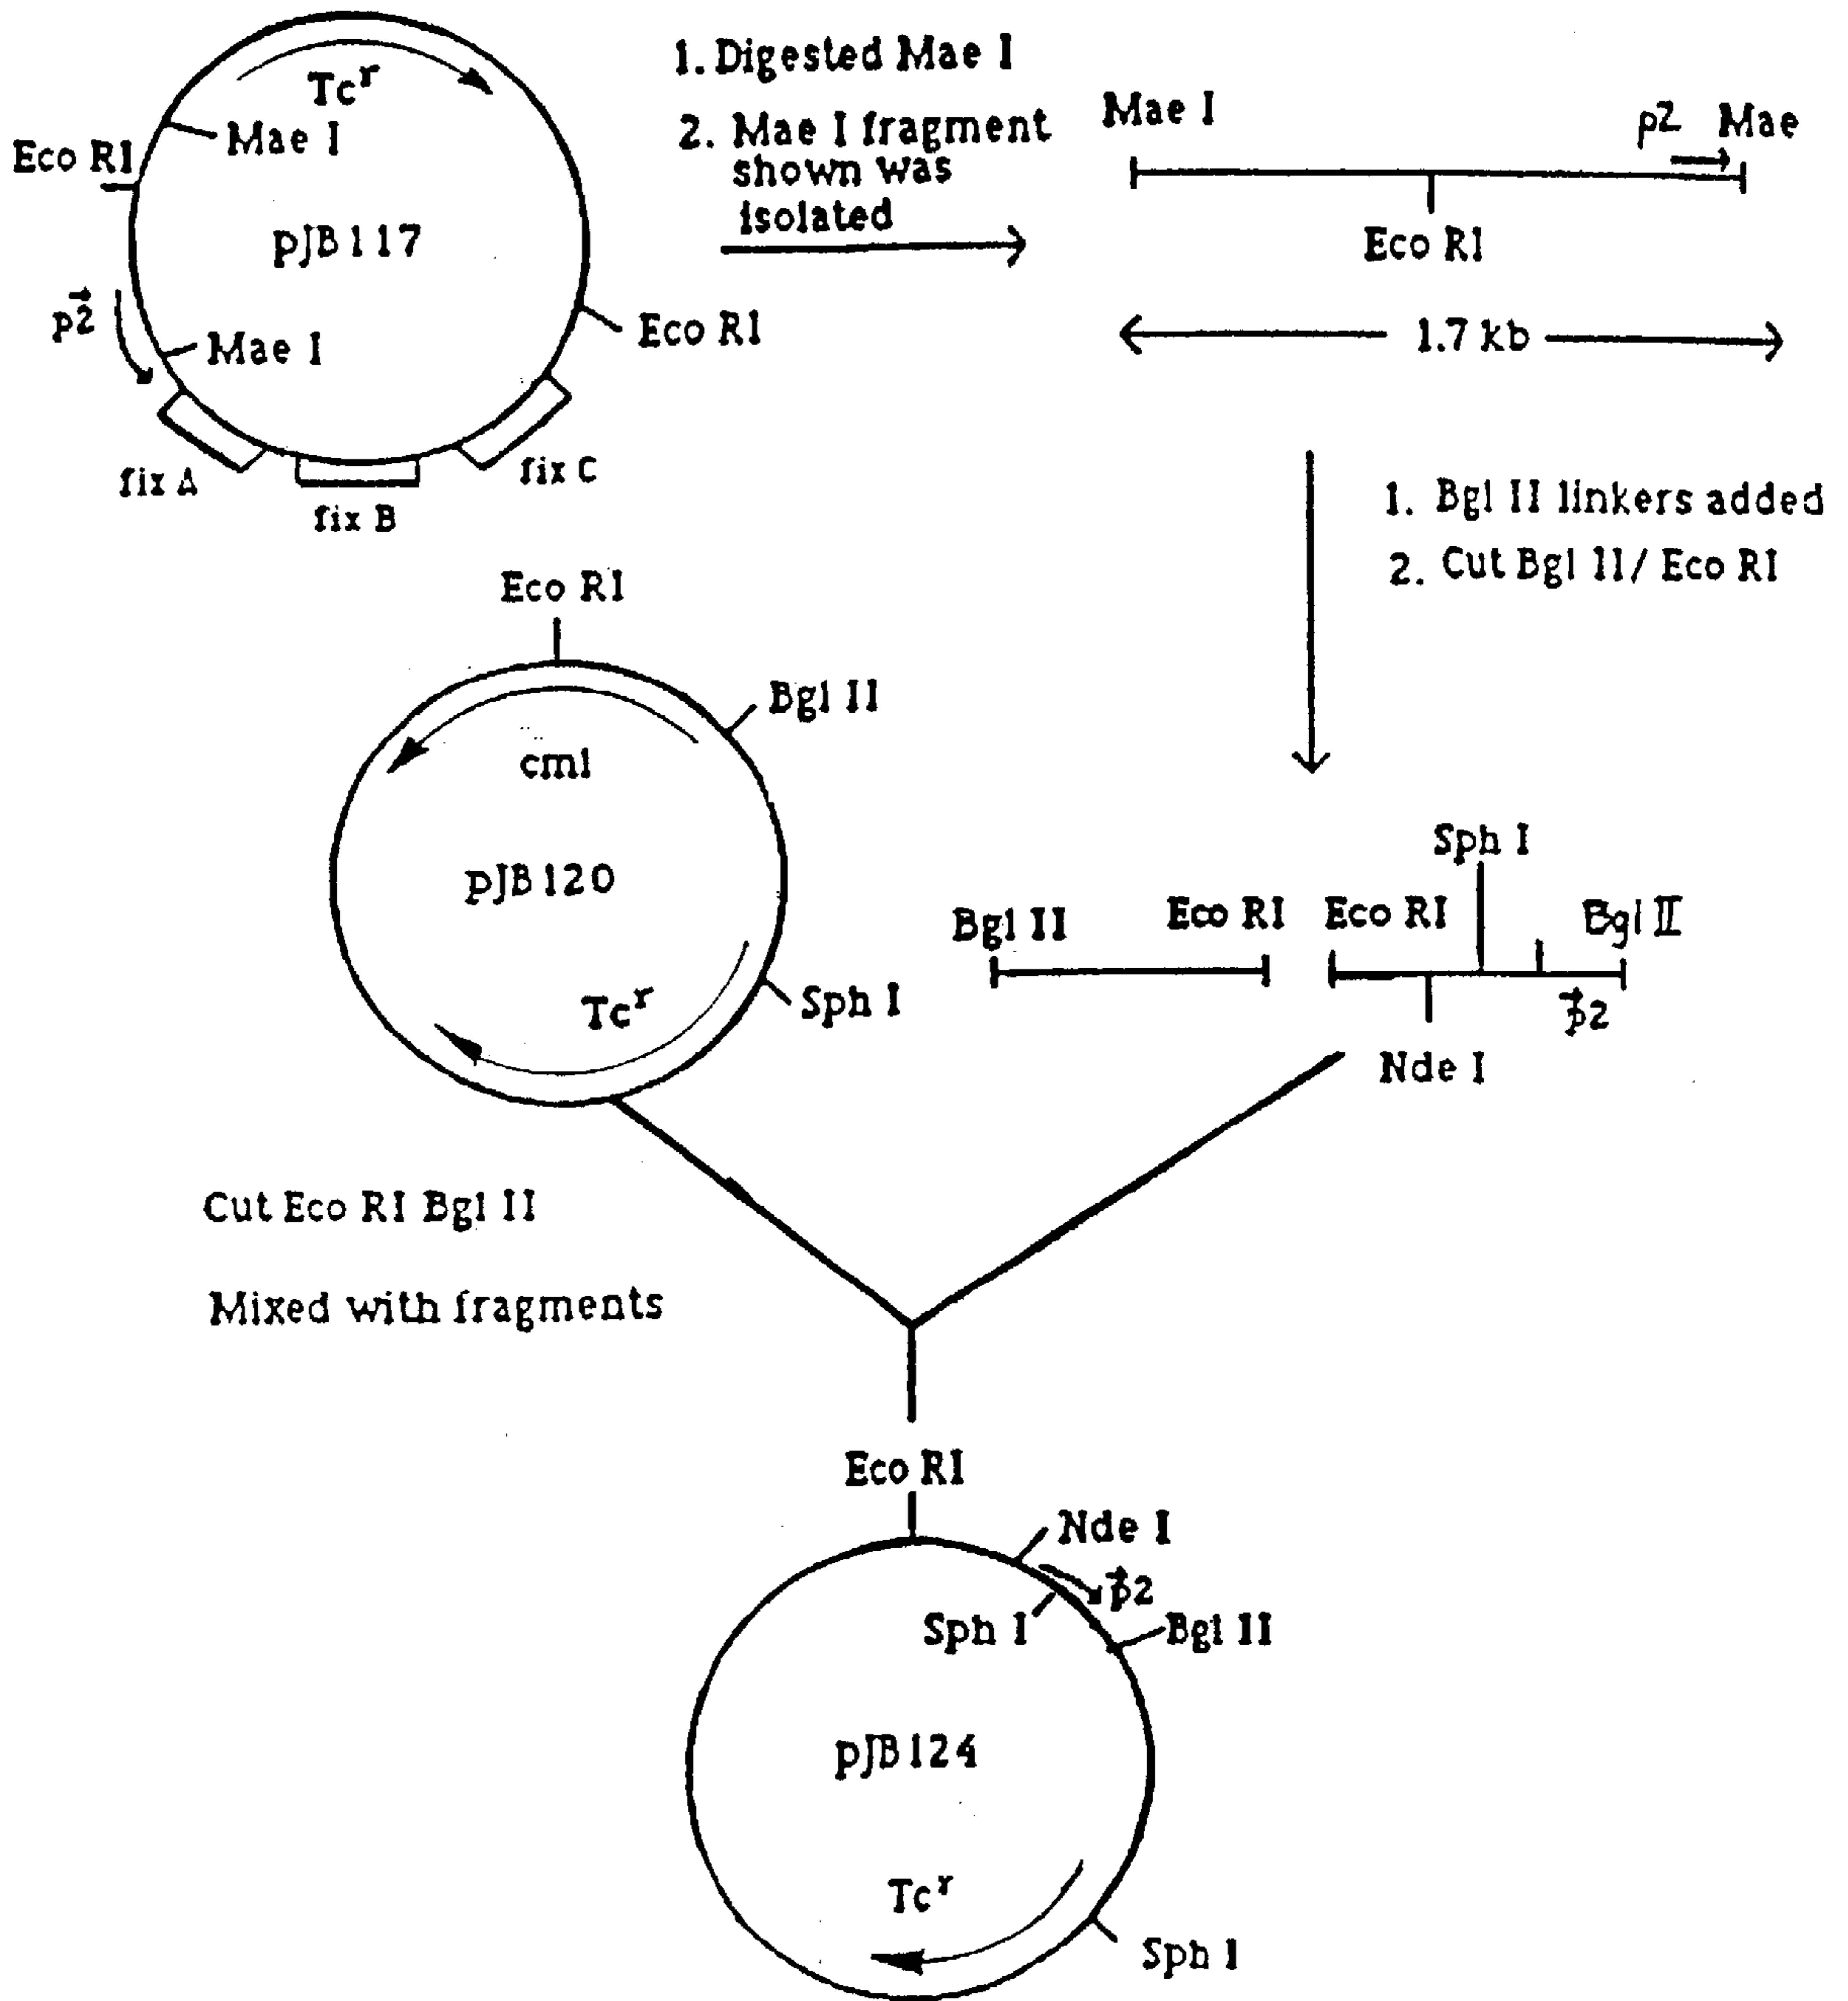 Tcʳ
Mae I
Eco RI
pJB117
p2
Mae I
Eco RI
fix A
fix B
fix C
1. Digested Mae I
2. Mae I fragment
shown was
isolated
Mae I
p2 Mae
Eco RI
1.7 kb
1. Bgl II linkers added
2. Cut Bgl II/ Eco RI
Eco RI
Bgl II
cml
pJB120
Tcʳ
Sph I
Sph I
Bgl II
Eco RI
Eco RI
Bgl II
p2
Nde I
Cut Eco RI Bgl II
Mixed with fragments
Eco RI
Nde I
p2
Sph I
Bgl II
pJB124
Tcʳ
Sph I